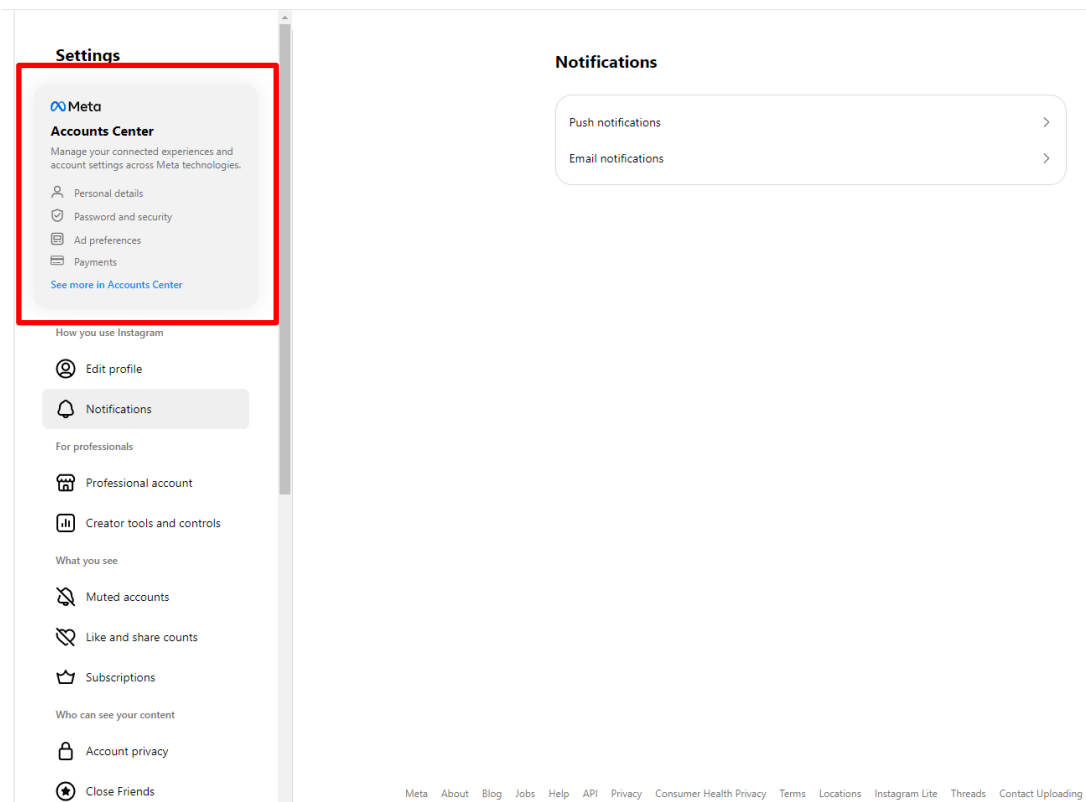 Settings
Meta
Accounts Center
Manage your connected experiences and
account settings across Meta technologies.
Personal details
Password and security
Ad preferences
Payments
See more in Accounts Center
How you use Instagram
Edit profile
Notifications
For professionals
Professional account
Creator tools and controls
What you see
Muted accounts
Like and share counts
Subscriptions
Who can see your content
Account privacy
Close Friends
Notifications
Push notifications
Email notifications
Meta About Blog Jobs Help API Privacy Consumer Health Privacy Terms Locations Instagram Lite Threads Contact Uploading